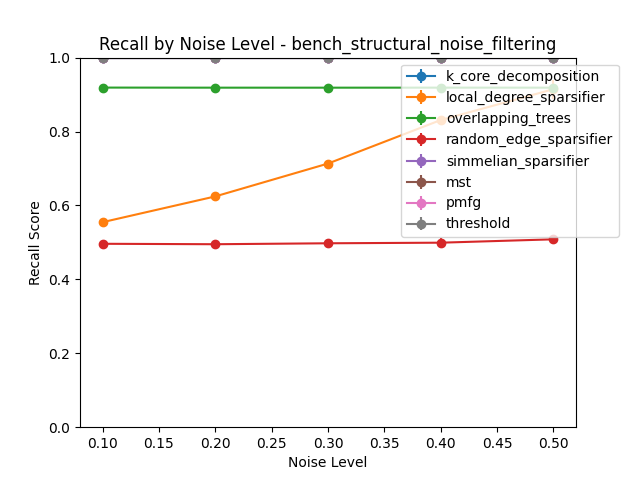 Recall by Noise Level - bench_structural_noise_filtering
1.0
0.8
0.6
0.4
0.2
0.0
Recall Score
k_core_decomposition
local_degree_sparsifier
overlapping_trees
random_edge_sparsifier
simmelian_sparsifier
mst
pmfg
threshold
0.10 0.15 0.20 0.25 0.30 0.35 0.40 0.45 0.50
Noise Level